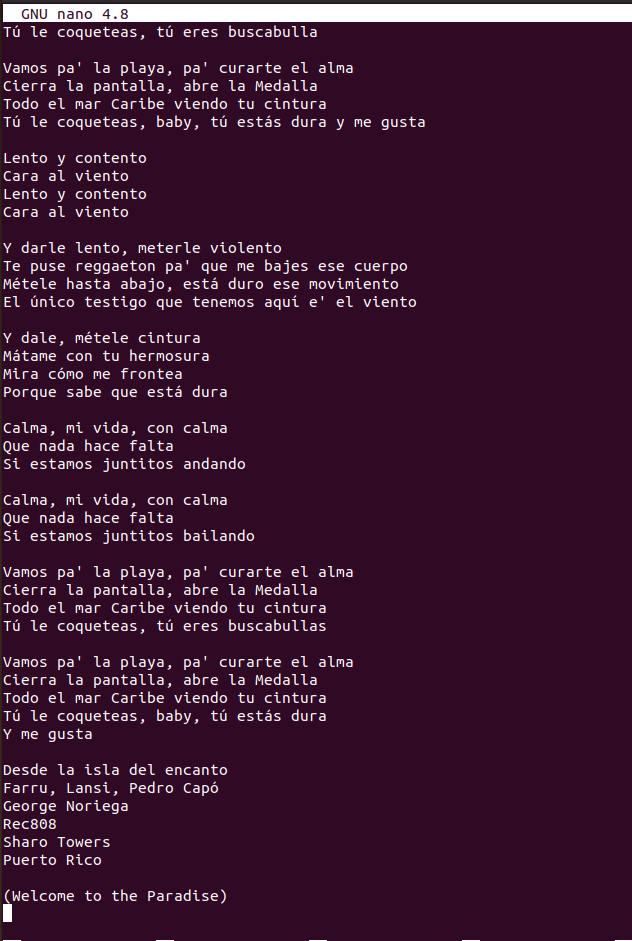 GNU nano 4.8
Tú le coqueteas, tú eres buscabulla
Vamos pa' la playa, pa' curarte el alma
Cierra la pantalla, abre la Medalla
Todo el mar Caribe viendo tu cintura
Tú le coqueteas, baby, tú estás dura y me gusta
Lento y contento
Cara al viento
Lento y contento
Cara al viento
Y darle lento, meterle violento
Te puse reggaeton pa' que me bajes ese cuerpo
Métele hasta abajo, está duro ese movimiento
El único testigo que tenemos aquí e' el viento
Y dale, métele cintura
Mátame con tu hermosura
Mira cómo me frontea
Porque sabe que está dura
Calma, mi vida, con calma
Que nada hace falta
Si estamos juntitos andando
Calma, mi vida, con calma
Que nada hace falta
Si estamos juntitos bailando
Vamos pa' la playa, pa' curarte el alma
Cierra la pantalla, abre la Medalla
Todo el mar Caribe viendo tu cintura
Tú le coqueteas, tú eres buscabullas
Vamos pa' la playa, pa' curarte el alma
Cierra la pantalla, abre la Medalla
Todo el mar Caribe viendo tu cintura
Tú le coqueteas, baby, tú estás dura
Y me gusta
Desde la isla del encanto
Farru, Lansi, Pedro Capó
George Noriega
Rec808
Sharo Towers
Puerto Rico
(Welcome to the Paradise)